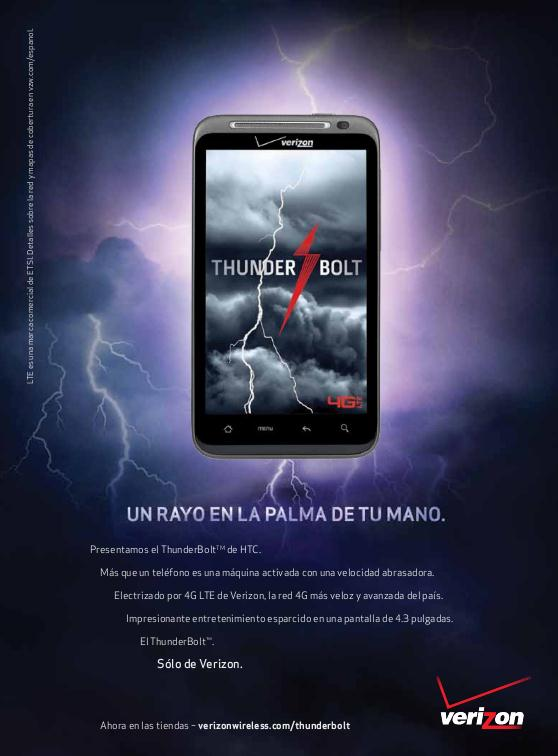 LTE es una marca comercial de ETSI. Detalles sobre la red y mapas de cobertura en vzw.com/espanol.
verizon
THUNDER BOLT
4G LTE
menu
UN RAYO EN LA PALMA DE TU MANO.
Presentamos el ThunderBolt™ de HTC.
Más que un teléfono es una máquina activada con una velocidad abrasadora.
Electrizado por 4G LTE de Verizon, la red 4G más veloz y avanzada del país.
Impresionante entretenimiento esparcido en una pantalla de 4.3 pulgadas.
El ThunderBolt™.
Sólo de Verizon.
Ahora en las tiendas – verizonwireless.com/thunderbolt
verizon